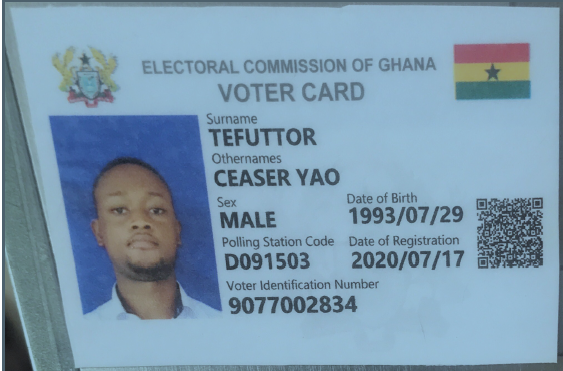 ELECTORAL COMMISSION OF GHANA
VOTER CARD
Surname
TEFUTTOR
Othernames
CEASER YAO
Sex Date of Birth
MALE 1993/07/29
Polling Station Code Date of Registration
D091503 2020/07/17
Voter Identification Number
9077002834